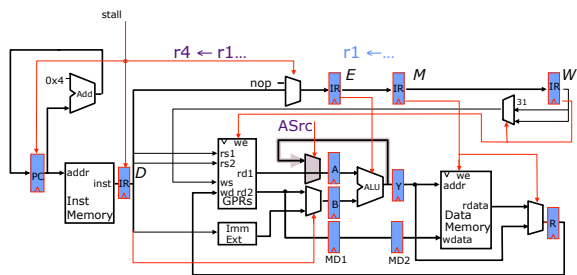 stall
r4 ← r1... r1 ← ...
E M W
0x4 Add nop IR IR IR 31
ASrc
D
PC addr inst IR
Inst Memory
we rs1 rs2 rd1 ws wd rd2 GPRs
A ALU Y
B
we addr rdata Data Memory wdata
R
Imm Ext
MD1 MD2